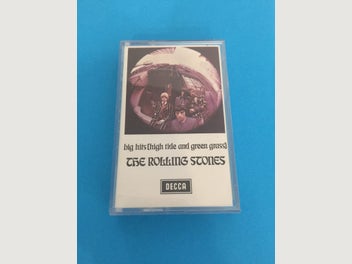 big hits [high tide and green grass]
THE ROLLING STONES
DECCA